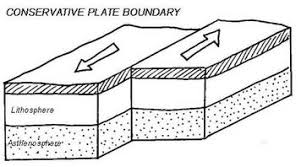 CONSERVATIVE PLATE BOUNDARY
Lithosphere
Asthenosphere